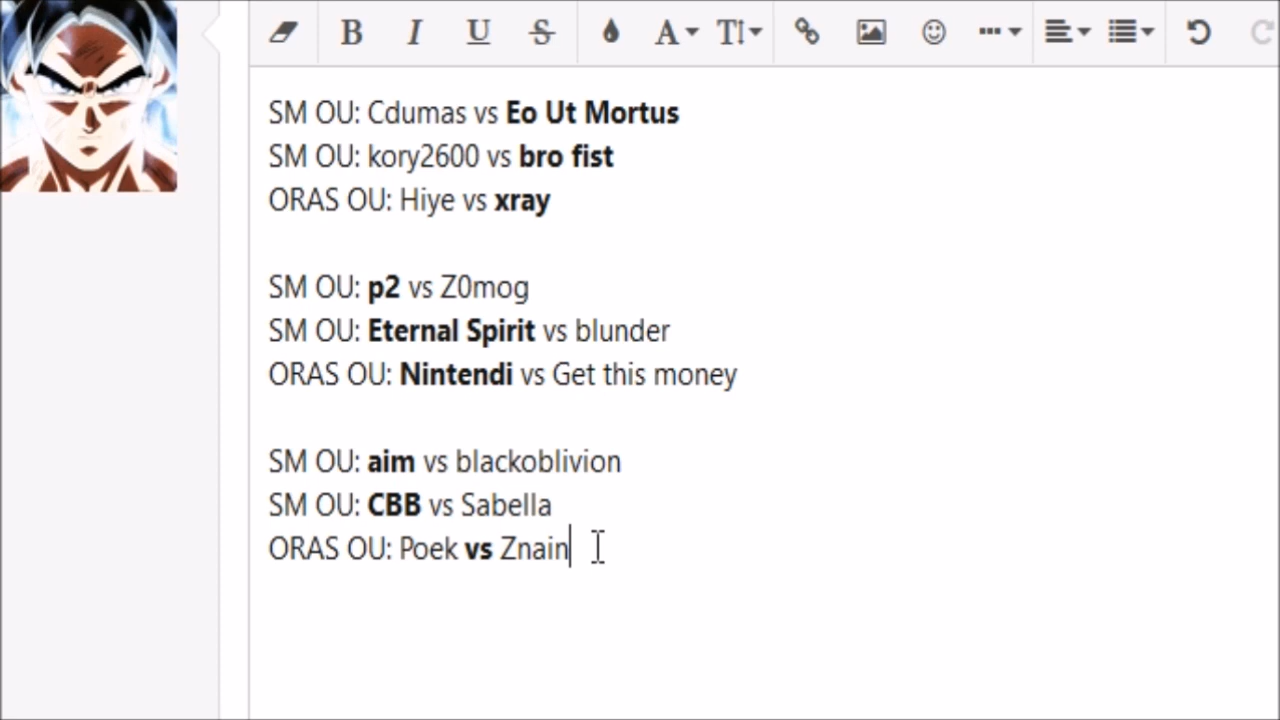 SM OU: Cdumas vs Eo Ut Mortus
SM OU: kory2600 vs bro fist
ORAS OU: Hiye vs xray
SM OU: p2 vs Z0mog
SM OU: Eternal Spirit vs blunder
ORAS OU: Nintendi vs Get this money
SM OU: aim vs blackoblivion
SM OU: CBB vs Sabella
ORAS OU: Poek vs Znain